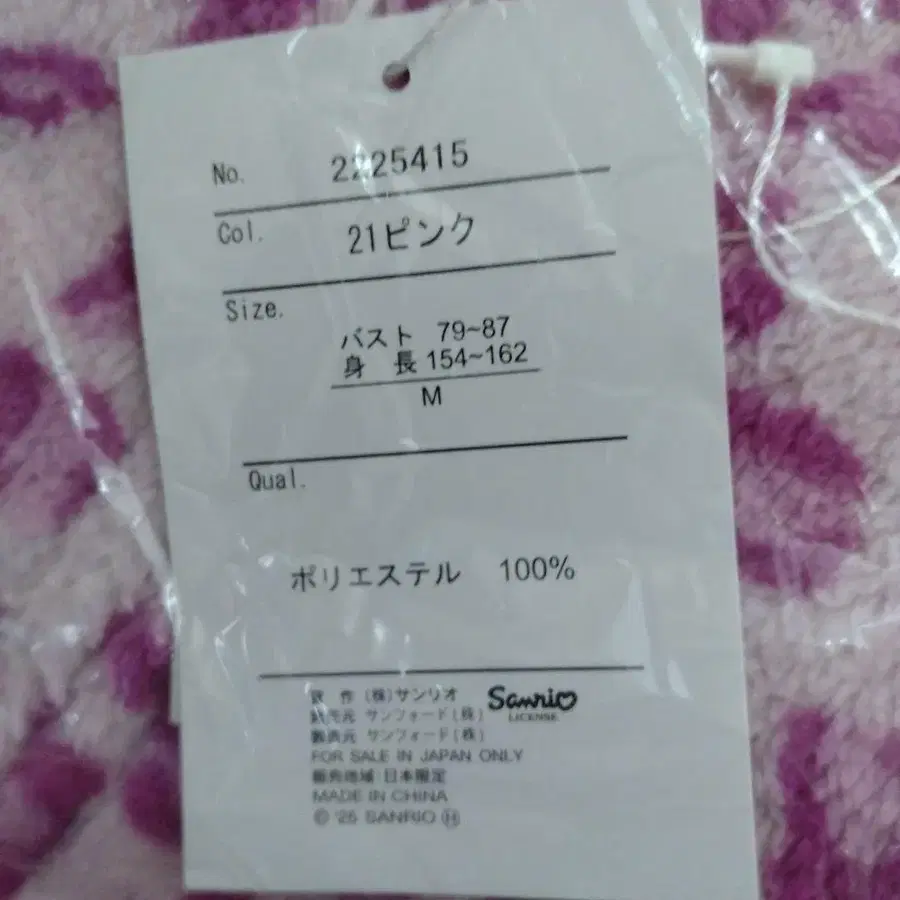 No. 2225415
Col. 21ピンク
Size.
バスト 79~87
身 長 154~162
M
Qual.
ポリエステル 100%
著 作 (株)サンリオ
発売元 サンフォード(株)
製造元 サンフォード(株)
Sanrio
LICENSE
FOR SALE IN JAPAN ONLY
販売地域:日本限定
MADE IN CHINA
© '25 SANRIO Ⓗ